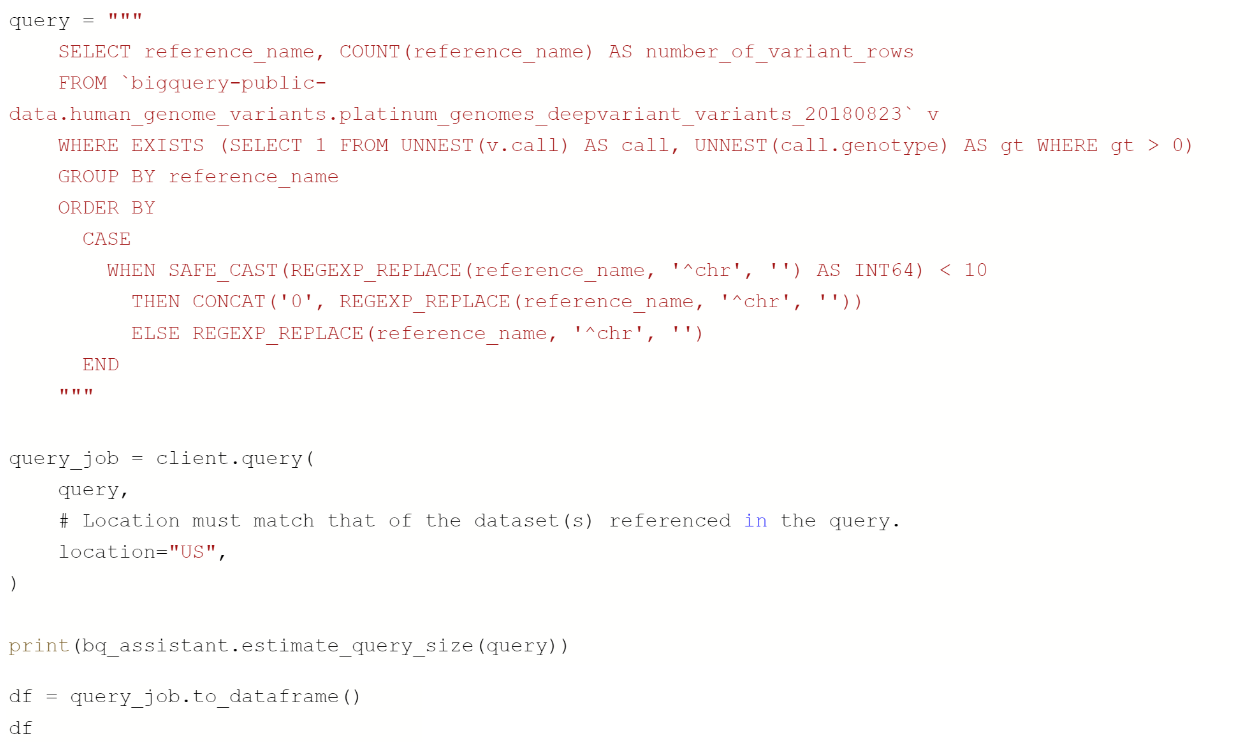 query = """
    SELECT reference_name, COUNT(reference_name) AS number_of_variant_rows
    FROM `bigquery-public-
data.human_genome_variants.platinum_genomes_deepvariant_variants_20180823` v
    WHERE EXISTS (SELECT 1 FROM UNNEST(v.call) AS call, UNNEST(call.genotype) AS gt WHERE gt > 0)
    GROUP BY reference_name
    ORDER BY
      CASE
        WHEN SAFE_CAST(REGEXP_REPLACE(reference_name, '^chr', '') AS INT64) < 10
          THEN CONCAT('0', REGEXP_REPLACE(reference_name, '^chr', ''))
          ELSE REGEXP_REPLACE(reference_name, '^chr', '')
      END
    """
query_job = client.query(
    query,
    # Location must match that of the dataset(s) referenced in the query.
    location="US",
)
print(bq_assistant.estimate_query_size(query))
df = query_job.to_dataframe()
df